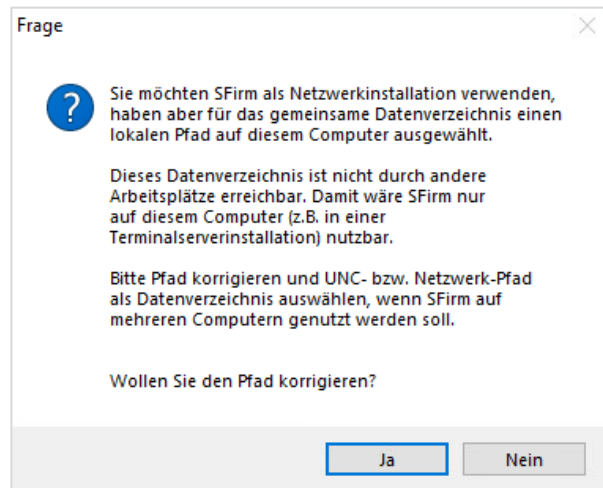 Frage
Sie möchten SFirm als Netzwerkinstallation verwenden,
haben aber für das gemeinsame Datenverzeichnis einen
lokalen Pfad auf diesem Computer ausgewählt.
Dieses Datenverzeichnis ist nicht durch andere
Arbeitsplätze erreichbar. Damit wäre SFirm nur
auf diesem Computer (z.B. in einer
Terminalserverinstallation) nutzbar.
Bitte Pfad korrigieren und UNC- bzw. Netzwerk-Pfad
als Datenverzeichnis auswählen, wenn SFirm auf
mehreren Computern genutzt werden soll.
Wollen Sie den Pfad korrigieren?
Ja Nein